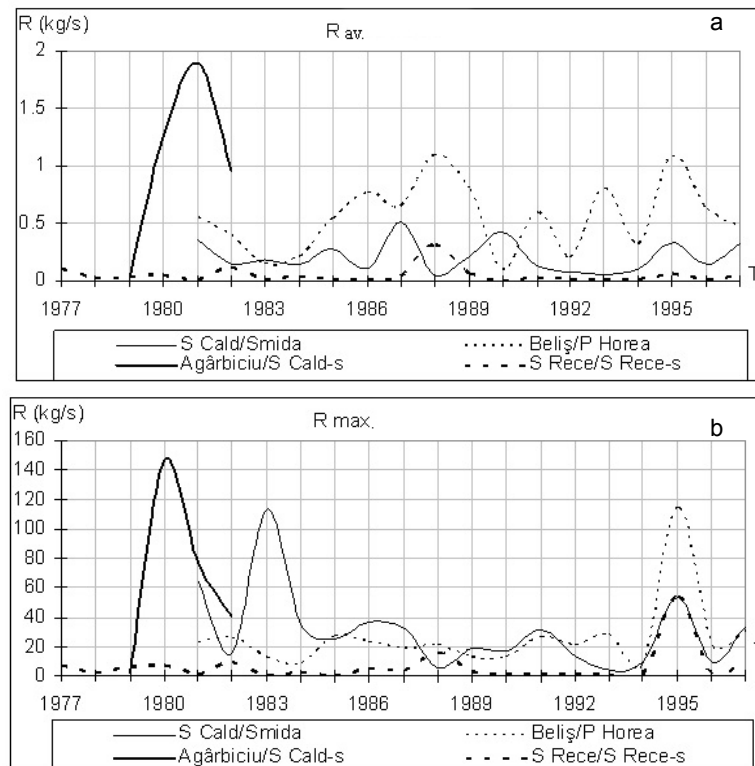 R (kg/s)
R av.
a
2
1.5
1
0.5
0
T
1977 1980 1983 1986 1989 1992 1995
S Cald/Smida
Beliş/P Horea
Agârbiciu/S Cald-s
S Rece/S Rece-s
R (kg/s)
R max.
b
160
140
120
100
80
60
40
20
0
1977 1980 1983 1986 1989 1992 1995
S Cald/Smida
Beliş/P Horea
Agârbiciu/S Cald-s
S Rece/S Rece-s